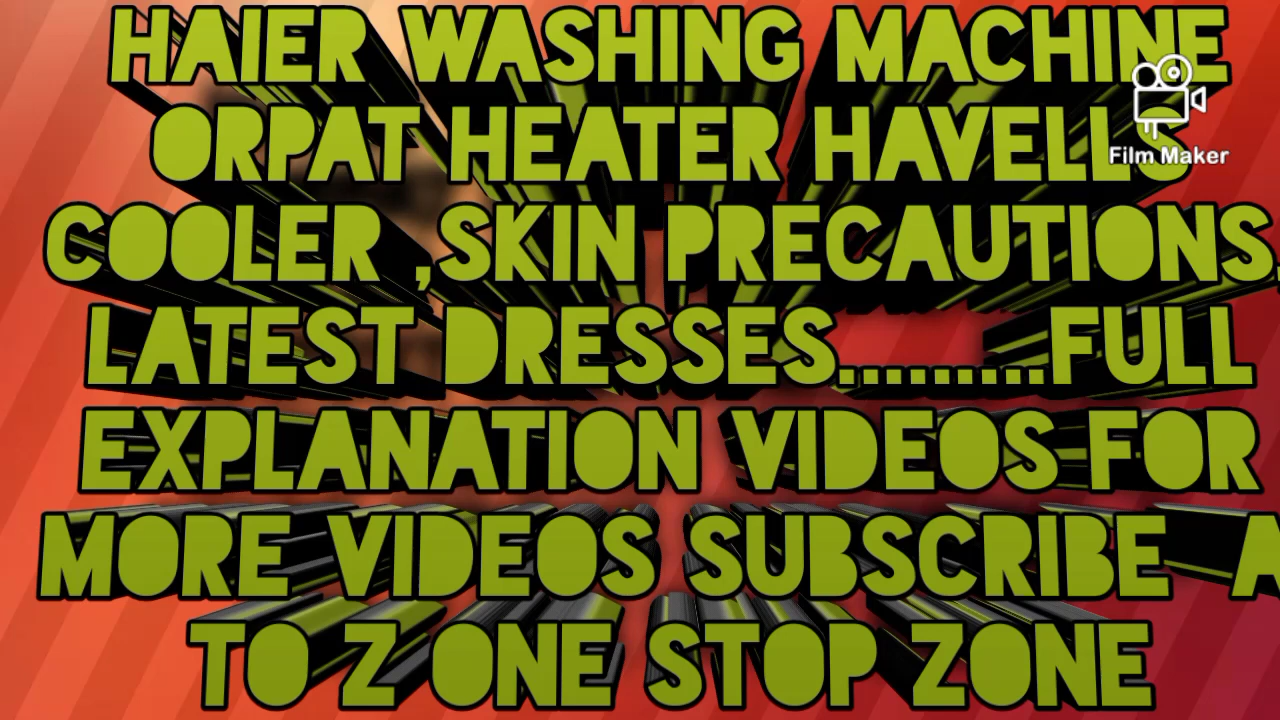 HAIER WASHING MACHINE
ORPAT HEATER HAVELLS
COOLER ,SKIN PRECAUTIONS.
LATEST DRESSES.........FULL
EXPLANATION VIDEOS FOR
MORE VIDEOS SUBSCRIBE A
TO Z ONE STOP ZONE
Film Maker